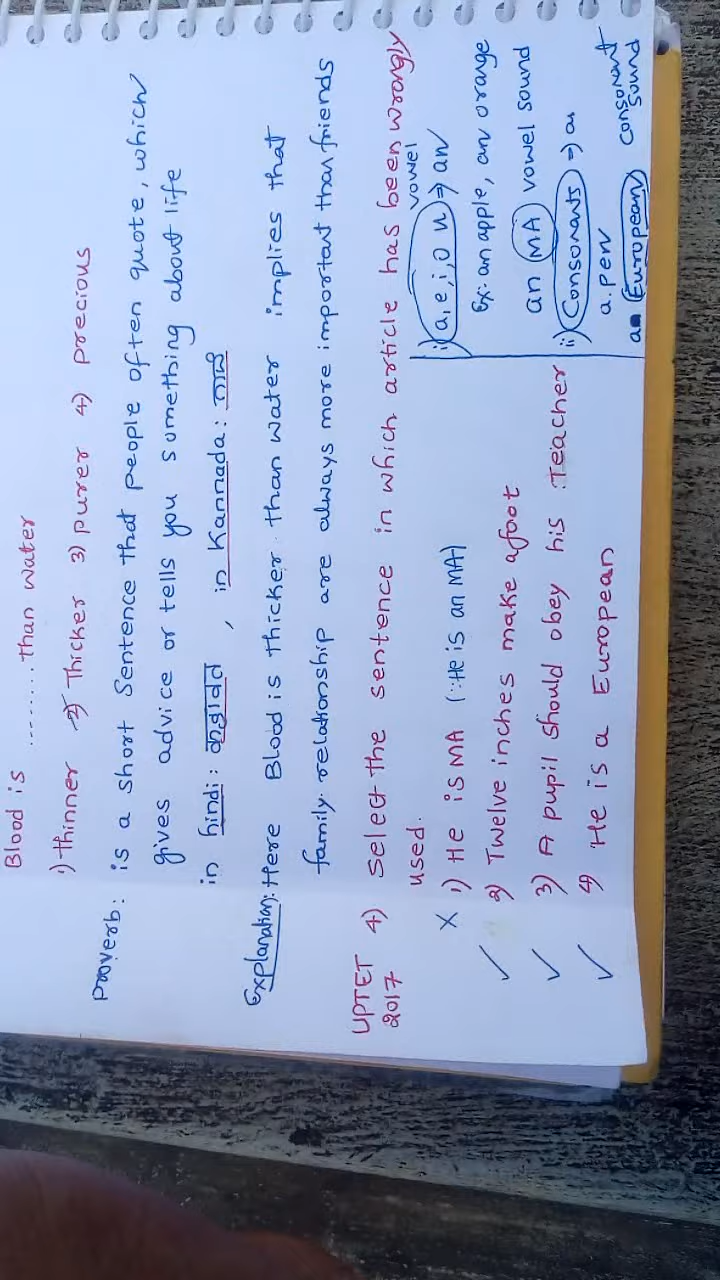 Blood is ......... Than water
1) Thinner 2) Thicker 3) purer 4) precious
Proverb: is a short Sentence that people often quote, which
gives advice or tells you something about life
in hindi: कहावत , in Kannada:
Explanation: Here Blood is thicker than water implies that
family relationship are always more important than friends
UPTET 2017 4) Select the sentence in which article has been wrongly
used.
X 1) He is MA (∵ He is an MA)
✓ 2) Twelve inches make a foot
✓ 3) A pupil should obey his Teacher
✓ 4) He is a European
vowel
i) a, e, i, o u ⇒ an
Ex: an apple, an orange
an MA vowel sound
ii) Consonants ⇒ a
a pen
a European consonant sound